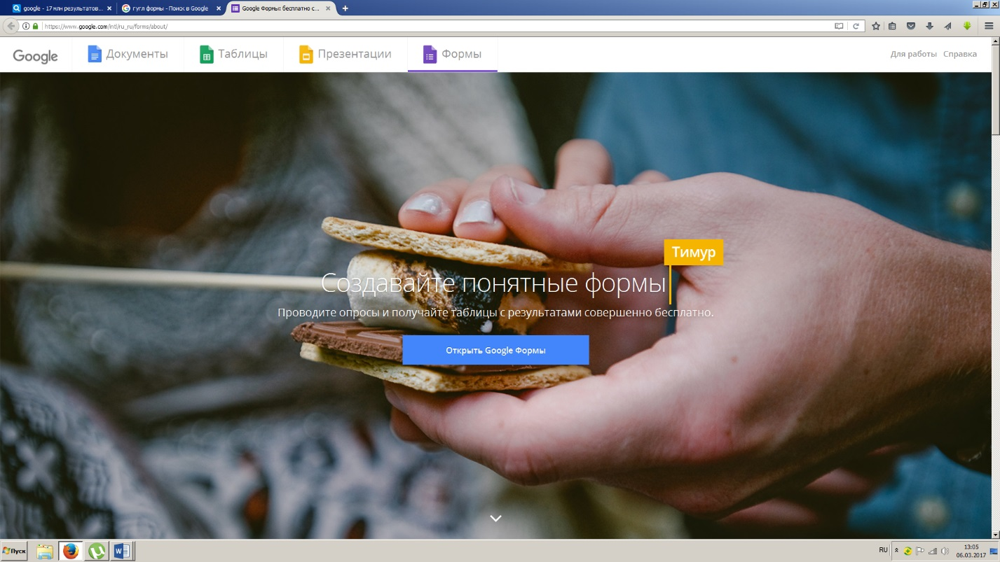 google - 17 млн результатов...
гугл формы - Поиск в Google
Google Формы: бесплатно с...
https://www.google.com/intl/ru_ru/forms/about/
Google
Документы
Таблицы
Презентации
Формы
Для работы
Справка
Тимур
Создавайте понятные формы
Проводите опросы и получайте таблицы с результатами совершенно бесплатно.
Открыть Google Формы
Пуск
W
RU
13:05
06.03.2017